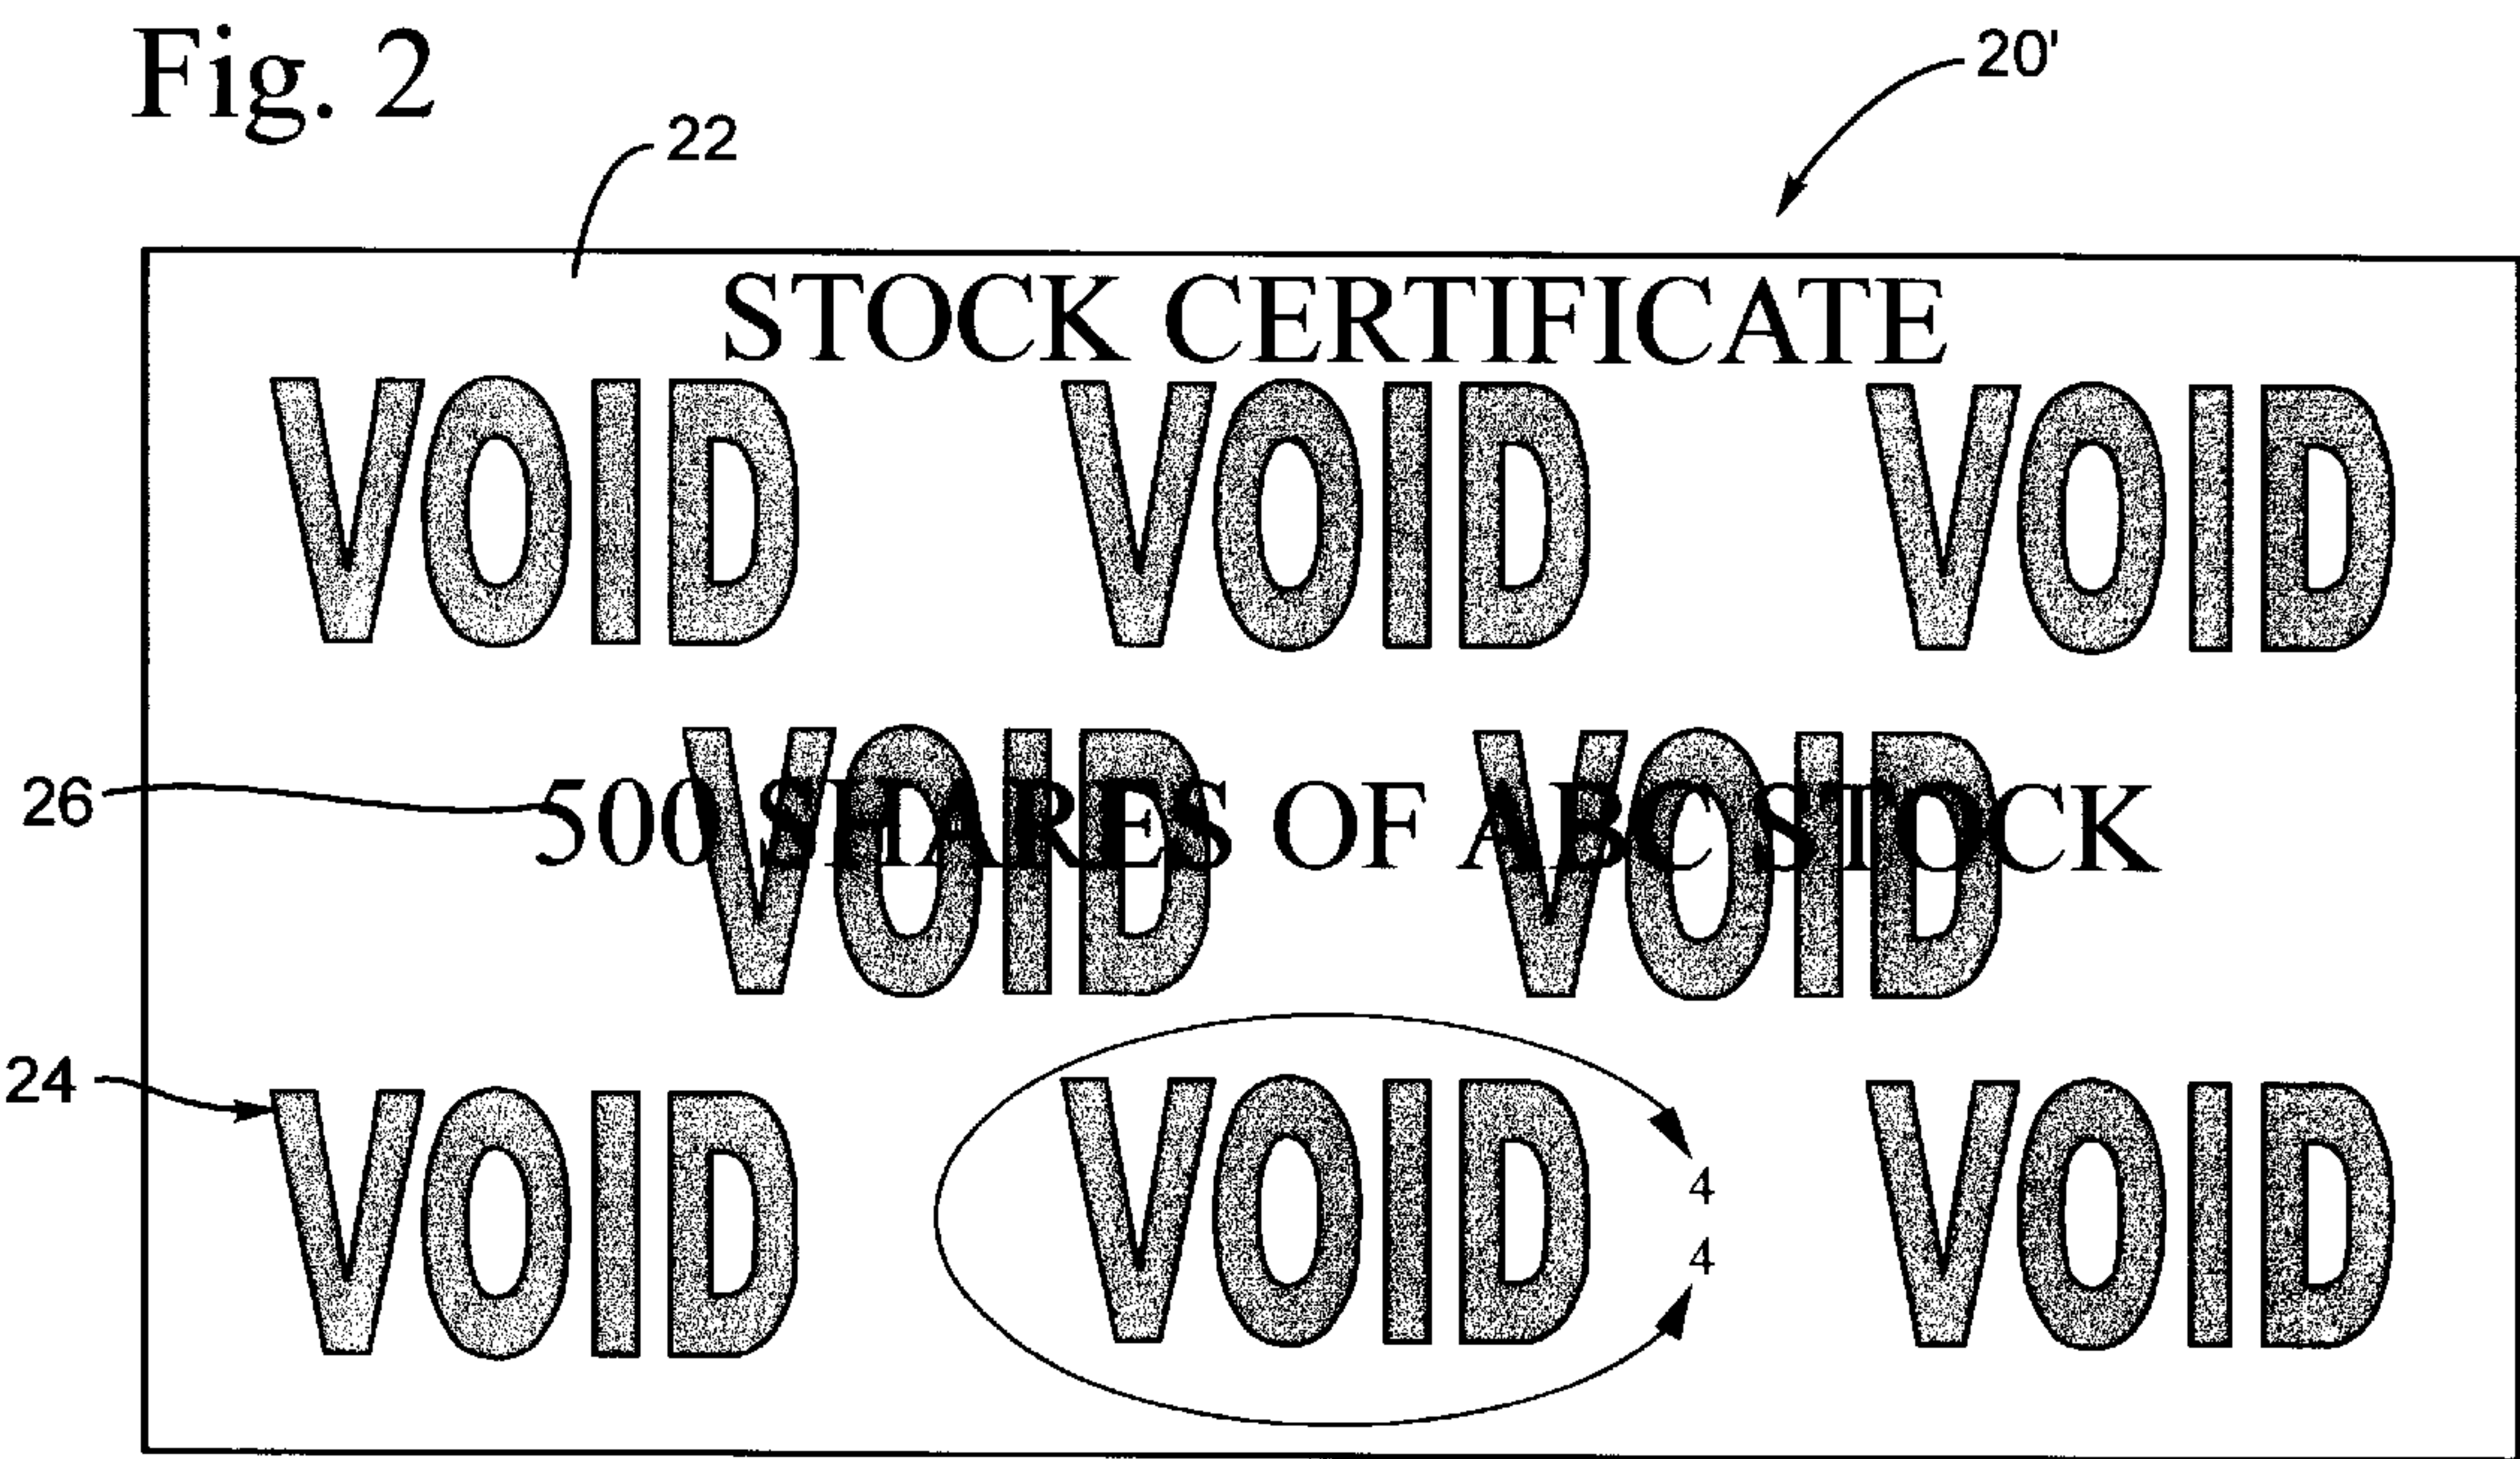 Fig. 2
20'
22
STOCK CERTIFICATE
VOID VOID VOID
VOID VOID
26
500 SHARES OF ABC STOCK
24
VOID VOID VOID
4
4